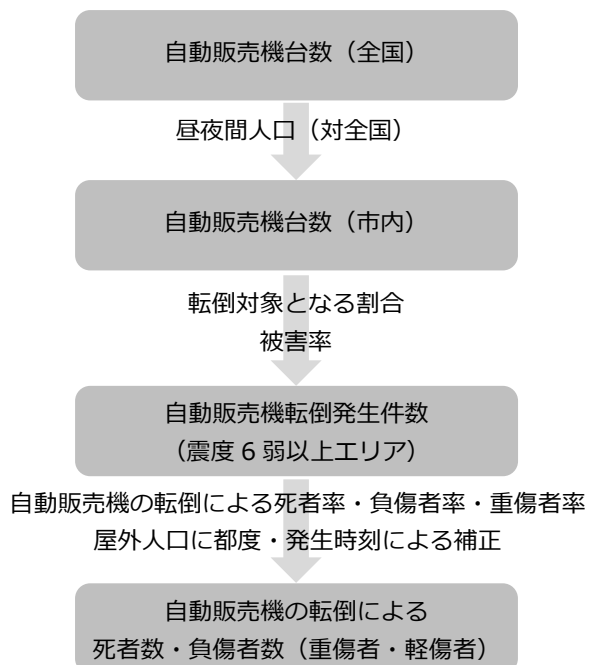 自動販売機台数（全国）
昼夜間人口（対全国）
自動販売機台数（市内）
転倒対象となる割合
被害率
自動販売機転倒発生件数
（震度 6 弱以上エリア）
自動販売機の転倒による死者率・負傷者率・重傷者率
屋外人口に都度・発生時刻による補正
自動販売機の転倒による
死者数・負傷者数（重傷者・軽傷者）